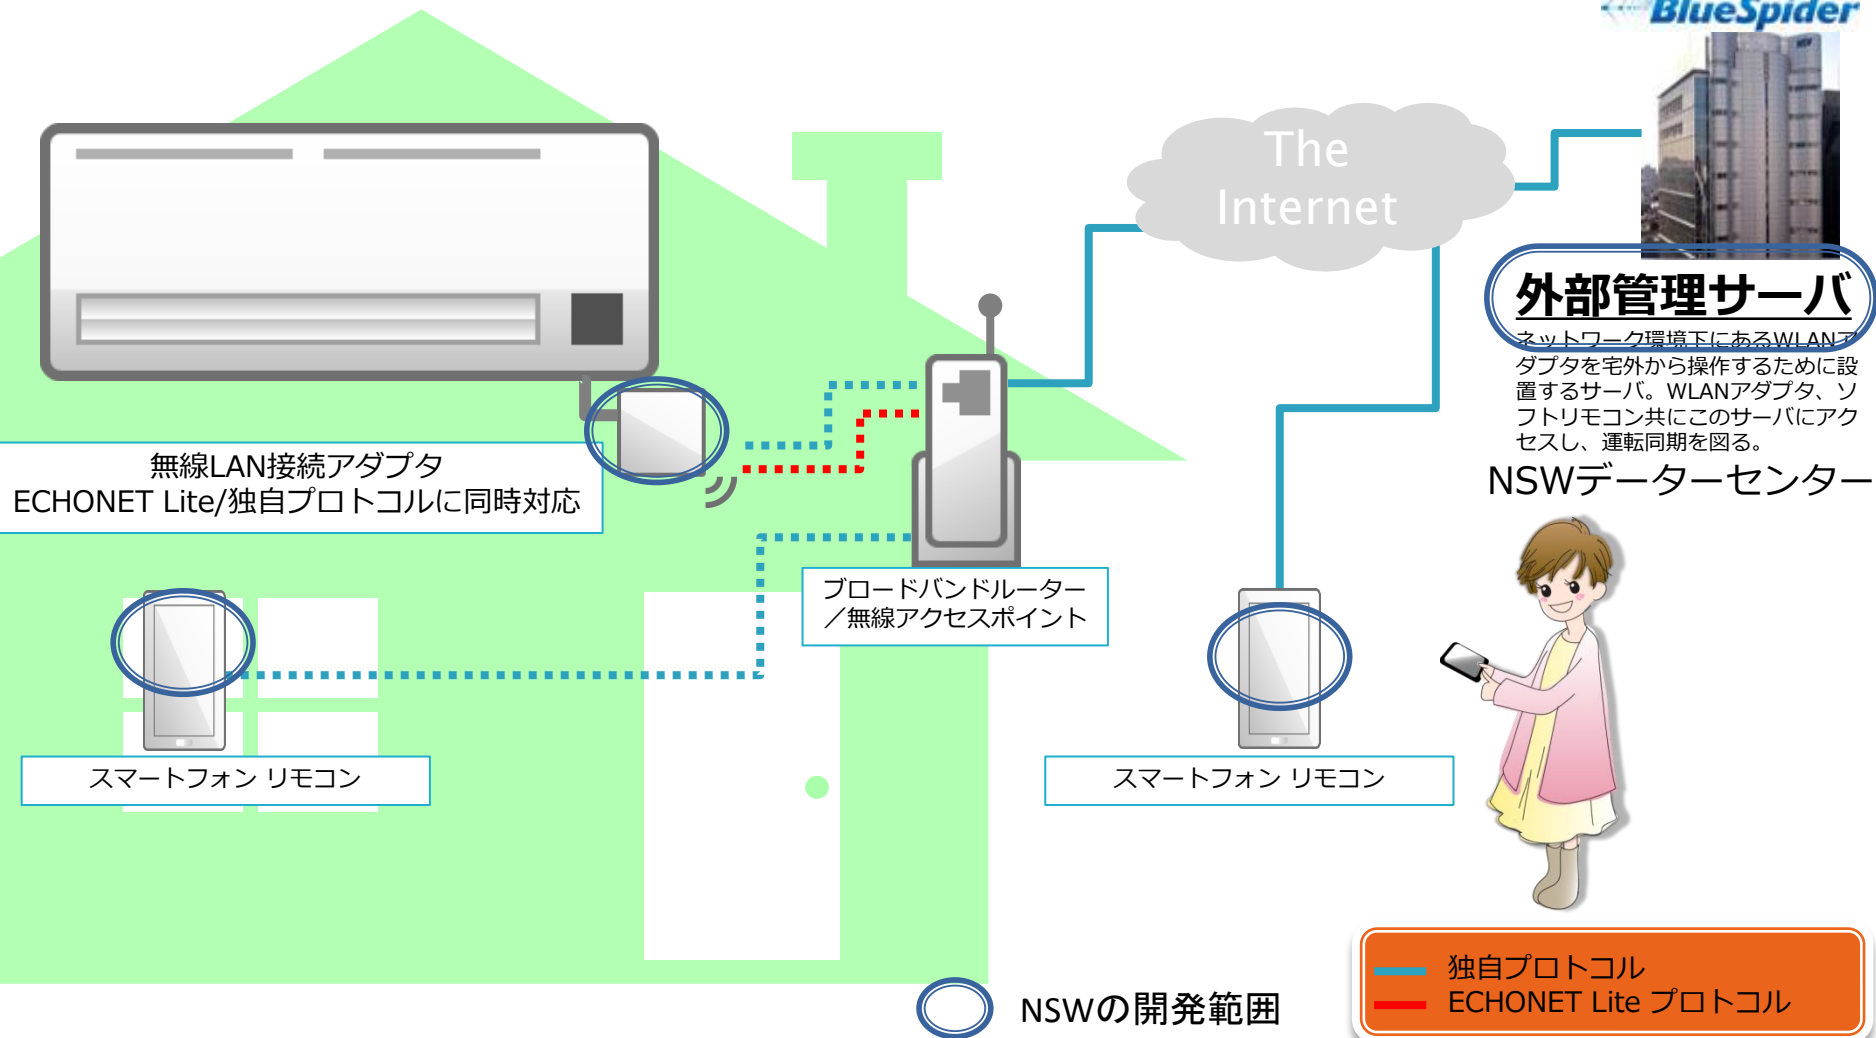 BlueSpider
The
Internet
外部管理サーバ
ネットワーク環境下にあるWLANア
ダプタを宅外から操作するために設
置するサーバ。WLANアダプタ、ソ
フトリモコン共にこのサーバにアク
セスし、運転同期を図る。
NSWデーターセンター
無線LAN接続アダプタ
ECHONET Lite/独自プロトコルに同時対応
ブロードバンドルーター
／無線アクセスポイント
スマートフォン リモコン
スマートフォン リモコン
NSWの開発範囲
独自プロトコル
ECHONET Lite プロトコル